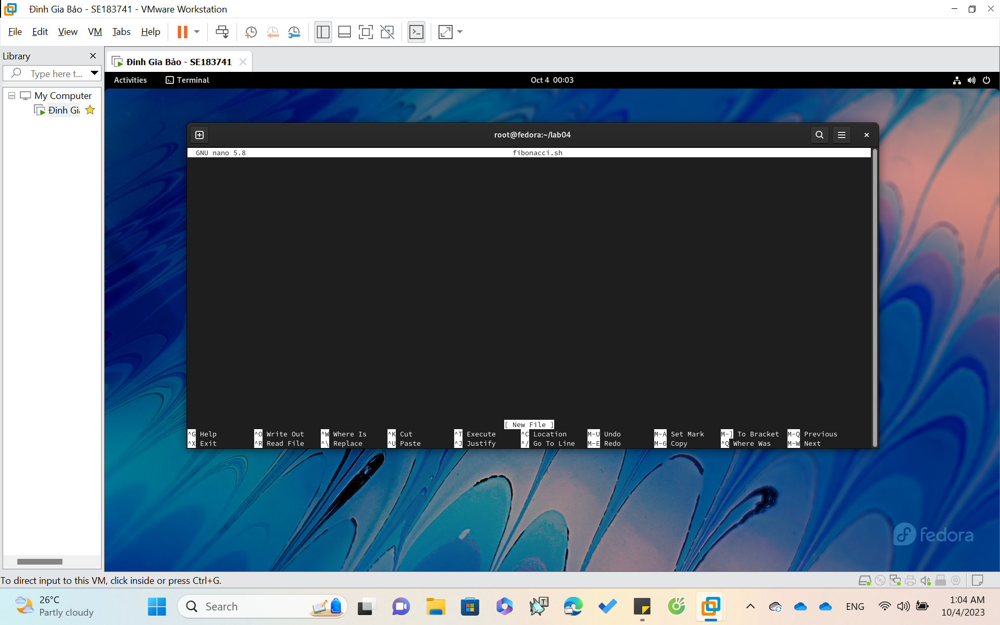 Đinh Gia Bảo - SE183741 - VMware Workstation
File Edit View VM Tabs Help
Library
Type here t...
My Computer
Đinh Gi
Đinh Gia Bảo - SE183741
Activities Terminal Oct 4 00:03
root@fedora:~/lab04
GNU nano 5.8 fibonacci.sh
[ New File ]
^G Help ^O Write Out ^W Where Is ^K Cut ^T Execute ^C Location M-U Undo M-A Set Mark M-] To Bracket M-Q Previous
^X Exit ^R Read File ^\ Replace ^U Paste ^J Justify ^/ Go To Line M-E Redo M-6 Copy ^Q Where Was M-W Next
fedora
To direct input to this VM, click inside or press Ctrl+G.
26°C
Partly cloudy
Search
T
ENG
1:04 AM
10/4/2023